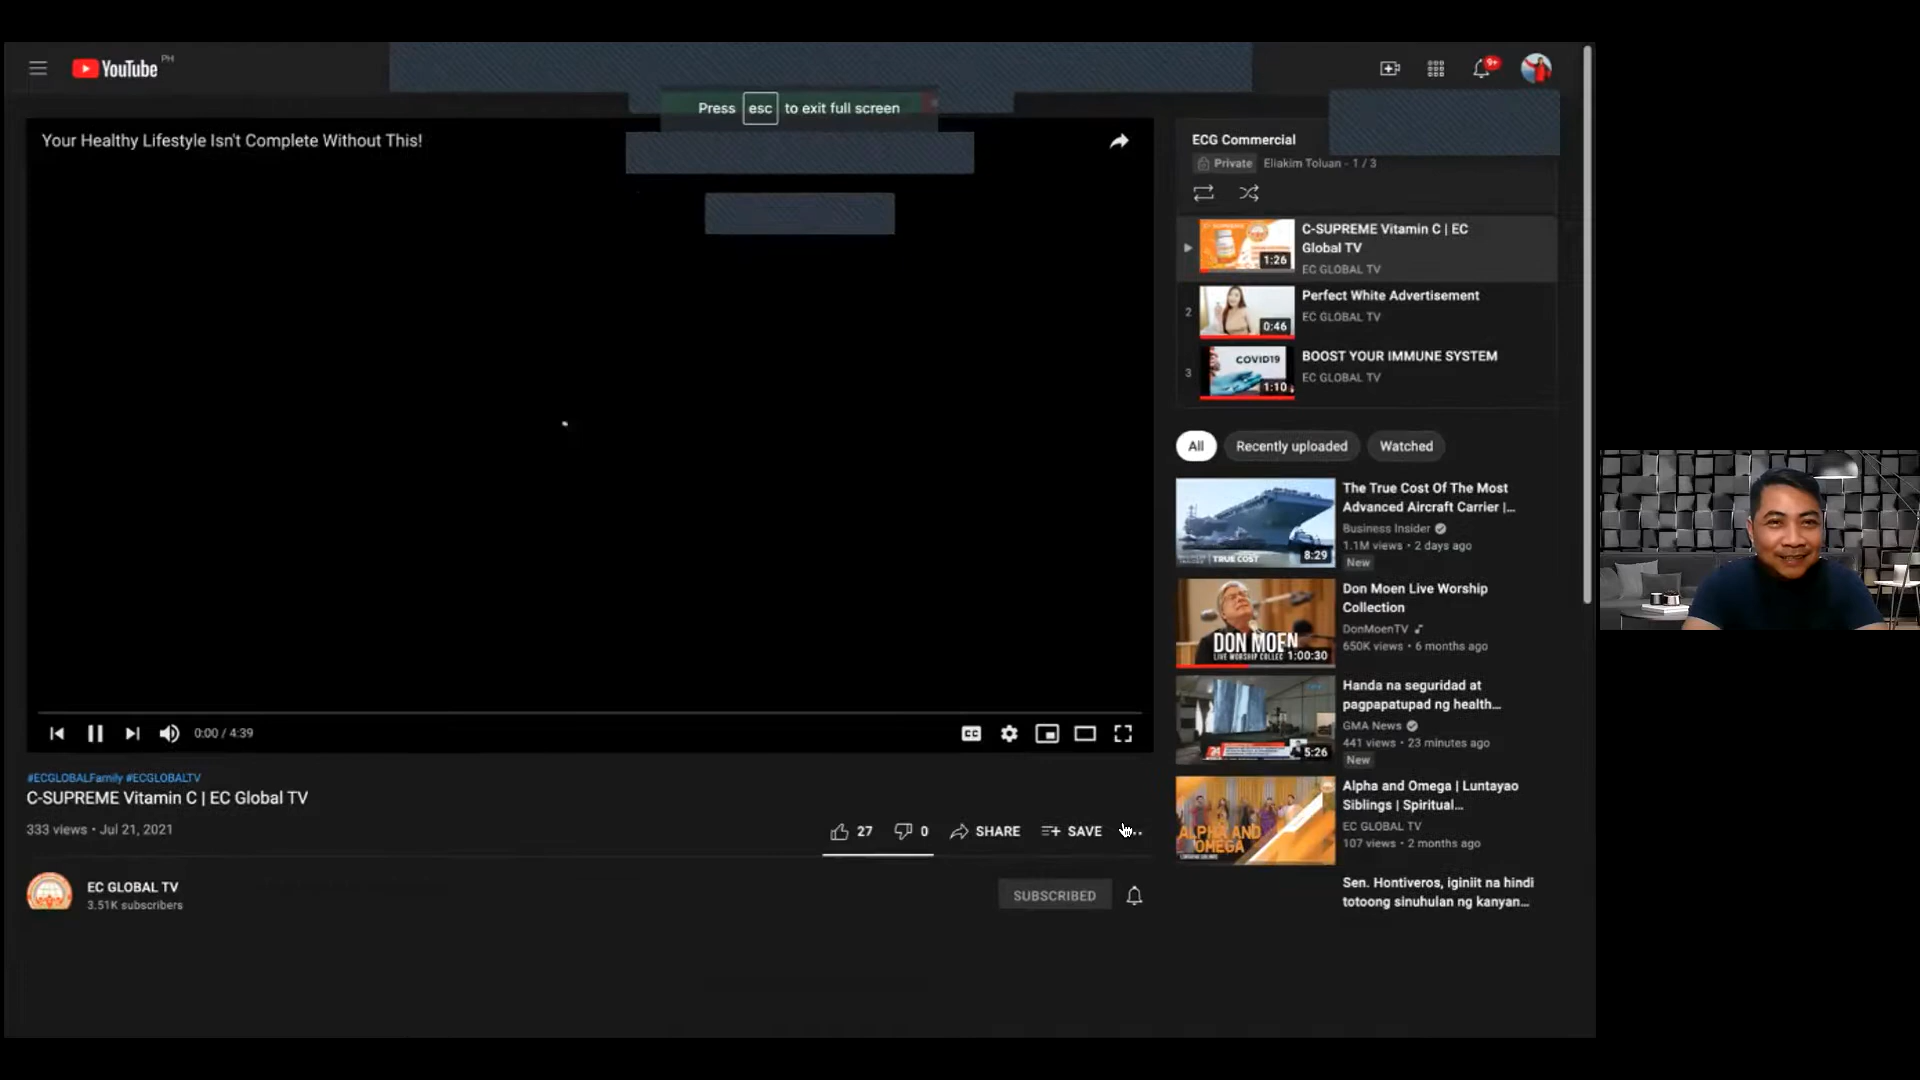 YouTube PH
9+
Press esc to exit full screen
Your Healthy Lifestyle Isn't Complete Without This!
0:00 / 4:39
CC
#ECGLOBALFamily #ECGLOBALTV
C-SUPREME Vitamin C | EC Global TV
333 views • Jul 21, 2021
27
0
SHARE
SAVE
EC GLOBAL TV
3.51K subscribers
SUBSCRIBED
ECG Commercial
Private Eliakim Toluan - 1 / 3
1:26
C-SUPREME Vitamin C | EC
Global TV
EC GLOBAL TV
2
0:46
Perfect White Advertisement
EC GLOBAL TV
3
COVID19
1:10
BOOST YOUR IMMUNE SYSTEM
EC GLOBAL TV
All
Recently uploaded
Watched
TRUE COST
8:29
The True Cost Of The Most
Advanced Aircraft Carrier |...
Business Insider
1.1M views • 2 days ago
New
DON MOEN
LIVE WORSHIP COLLEC
1:00:30
Don Moen Live Worship
Collection
DonMoenTV
650K views • 6 months ago
5:26
Handa na seguridad at
pagpapatupad ng health...
GMA News
441 views • 23 minutes ago
New
ALPHA AND
OMEGA
Alpha and Omega | Luntayao
Siblings | Spiritual...
EC GLOBAL TV
107 views • 2 months ago
Sen. Hontiveros, iginiit na hindi
totoong sinuhulan ng kanyan...